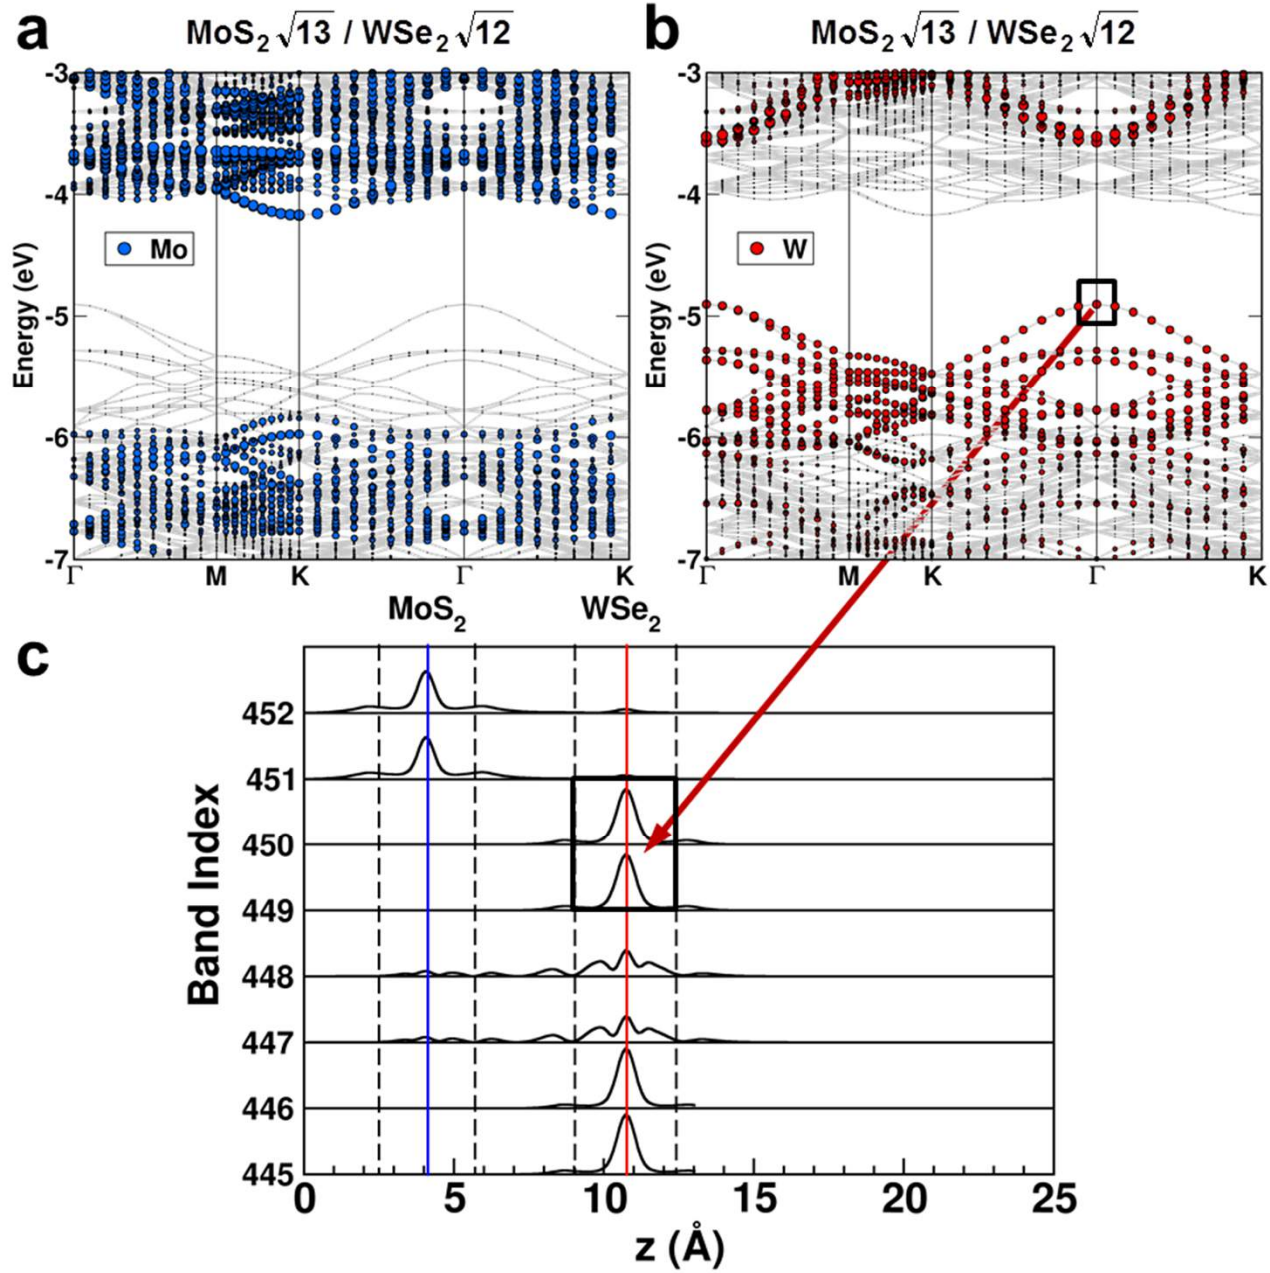 a
MoS2 √13 / WSe2 √12
b
MoS2 √13 / WSe2 √12
Energy (eV)
-3
-4
-5
-6
-7
Mo
Γ M K Γ K
Energy (eV)
-3
-4
-5
-6
-7
W
Γ M K Γ K
c
MoS2 WSe2
Band Index
452
451
450
449
448
447
446
445
0 5 10 15 20 25
z (Å)